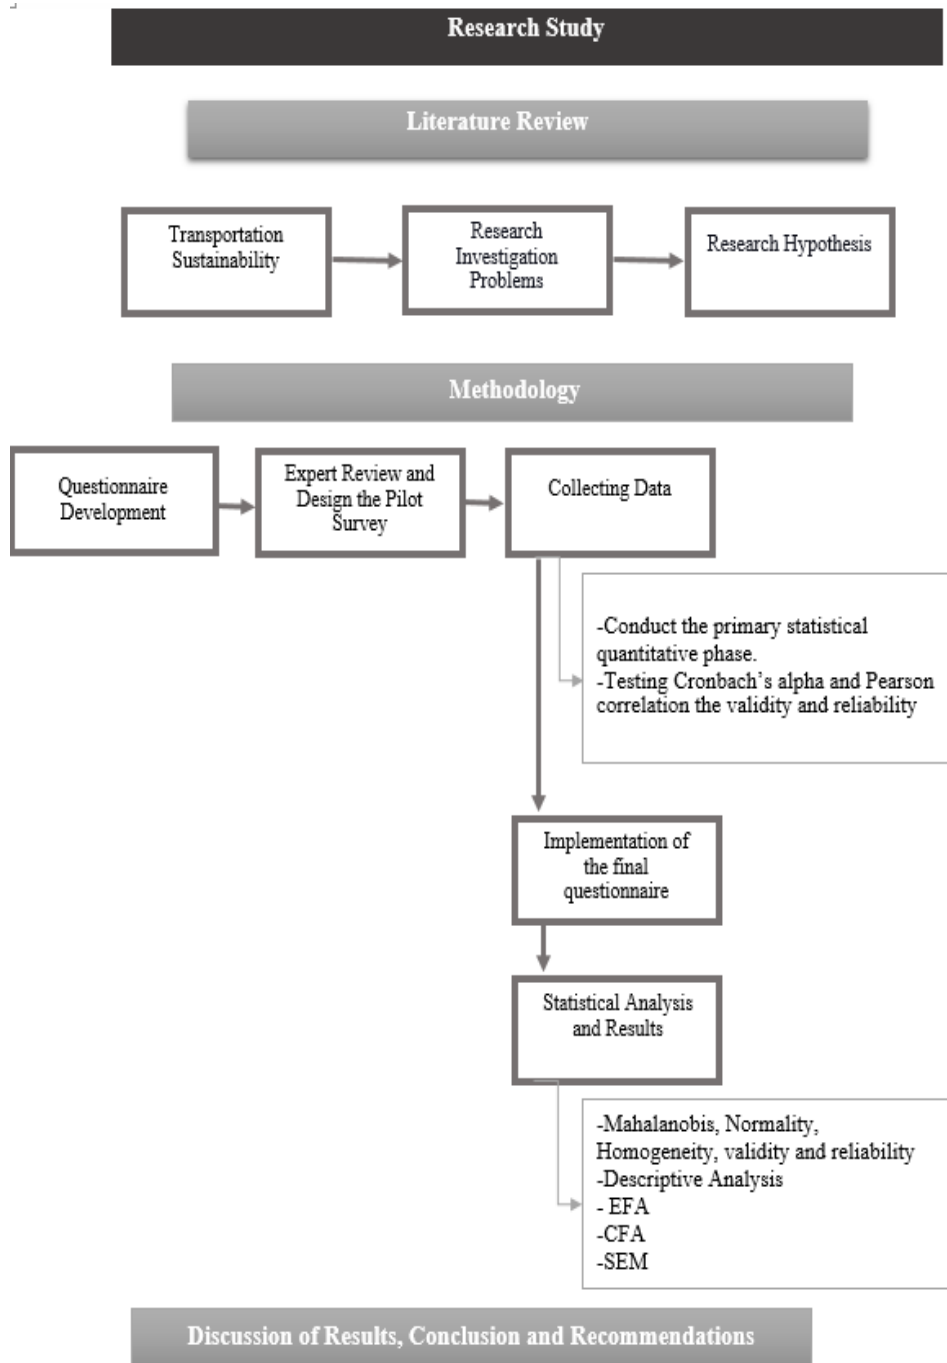 Research Study
Literature Review
Transportation
Sustainability
Research
Investigation
Problems
Research Hypothesis
Methodology
Questionnaire
Development
Expert Review and
Design the Pilot
Survey
Collecting Data
-Conduct the primary statistical
quantitative phase.
-Testing Cronbach’s alpha and Pearson
correlation the validity and reliability
Implementation of
the final
questionnaire
Statistical Analysis
and Results
-Mahalanobis, Normality,
Homogeneity, validity and reliability
-Descriptive Analysis
- EFA
-CFA
-SEM
Discussion of Results, Conclusion and Recommendations